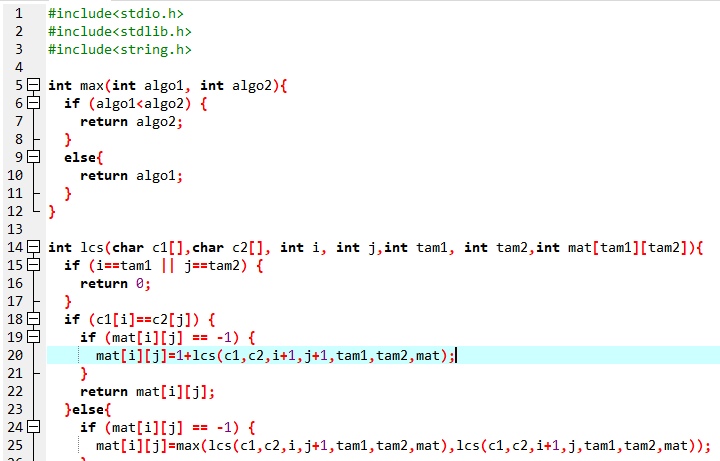 1 #include<stdio.h>
2 #include<stdlib.h>
3 #include<string.h>
4
5 int max(int algo1, int algo2){
6   if (algo1<algo2) {
7     return algo2;
8   }
9   else{
10     return algo1;
11   }
12 }
13
14 int lcs(char c1[],char c2[], int i, int j,int tam1, int tam2,int mat[tam1][tam2]){
15   if (i==tam1 || j==tam2) {
16     return 0;
17   }
18   if (c1[i]==c2[j]) {
19     if (mat[i][j] == -1) {
20       mat[i][j]=1+lcs(c1,c2,i+1,j+1,tam1,tam2,mat);
21     }
22     return mat[i][j];
23   }else{
24     if (mat[i][j] == -1) {
25       mat[i][j]=max(lcs(c1,c2,i,j+1,tam1,tam2,mat),lcs(c1,c2,i+1,j,tam1,tam2,mat));